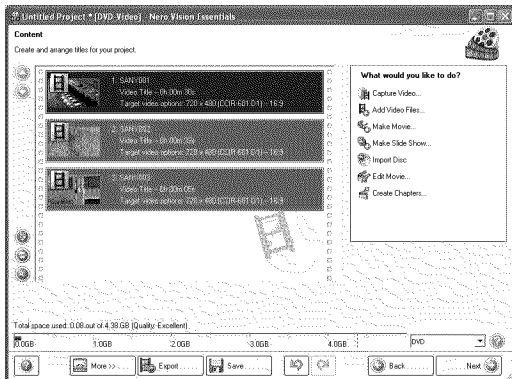 Untitled Project * [DVD-Video] - Nero Vision Essentials
Content
Create and arrange titles for your project.
1. SANY001
Video Title - 0h 00m 30s
Target video options: 720 x 480 (CCIR-601 D1) - 16:9
2. SANY002
Video Title - 0h 00m
Target video options: 720 x 480 (CCIR-601 D1) - 16:9
3. SANY003
Video Title - 0h 00m 05s
Target video options: 720 x 480 (CCIR-601 D1) - 16:9
What would you like to do?
Capture Video...
Add Video Files...
Make Movie...
Make Slide Show...
Import Disc
Edit Movie...
Create Chapters...
Total space used: 0.08 out of 4.38 GB (Quality: Excellent)
0.0GB 1.0GB 2.0GB 3.0GB 4.0GB
DVD
More >> Export Save Back Next